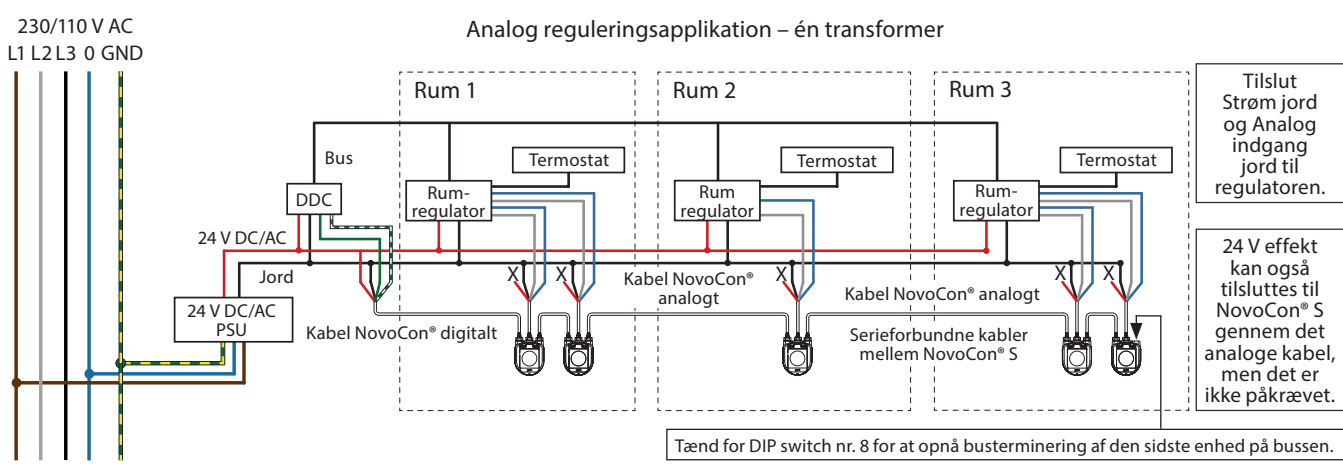 230/110 V AC
L1 L2 L3 0 GND
Analog reguleringsapplikation – én transformer
Rum 1
Rum 2
Rum 3
Tilslut
Strøm jord
og Analog
indgang
jord til
regulatoren.
Bus
Termostat
Termostat
Termostat
DDC
Rum-
regulator
Rum
regulator
Rum-
regulator
24 V DC/AC
Jord
X
X
X
X
X
24 V DC/AC
PSU
Kabel NovoCon® digitalt
Kabel NovoCon®
analogt
Kabel NovoCon® analogt
Serieforbundne kabler
mellem NovoCon® S
24 V effekt
kan også
tilsluttes til
NovoCon® S
gennem det
analoge kabel,
men det er
ikke påkrævet.
Tænd for DIP switch nr. 8 for at opnå busterminering af den sidste enhed på bussen.